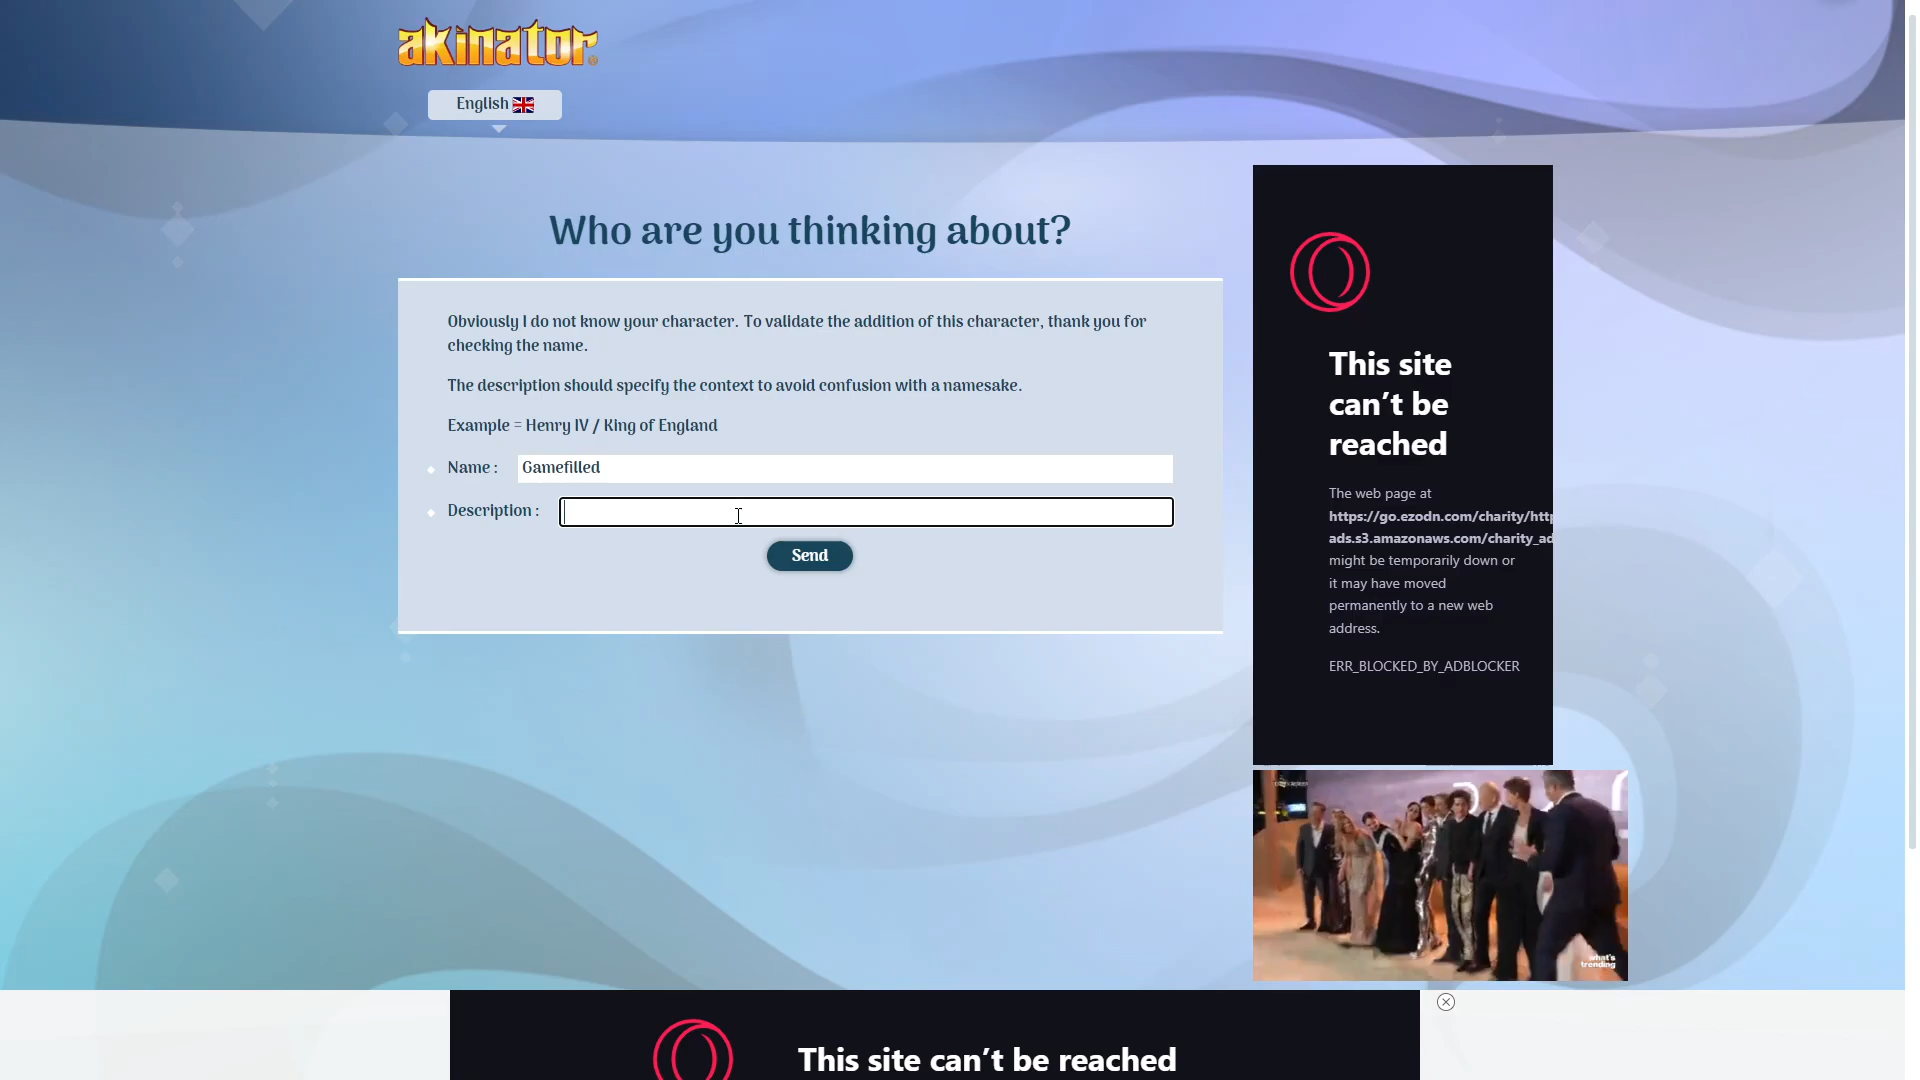 akinator
English
Who are you thinking about?
Obviously I do not know your character. To validate the addition of this character, thank you for
checking the name.
The description should specify the context to avoid confusion with a namesake.
Example = Henry IV / King of England
Name :
Gamefilled
Description :
Send
This site
can’t be
reached
The web page at
https://go.ezodn.com/charity/http
ads.s3.amazonaws.com/charity_ad
might be temporarily down or
it may have moved
permanently to a new web
address.
ERR_BLOCKED_BY_ADBLOCKER
what's
trending
This site can’t be reached